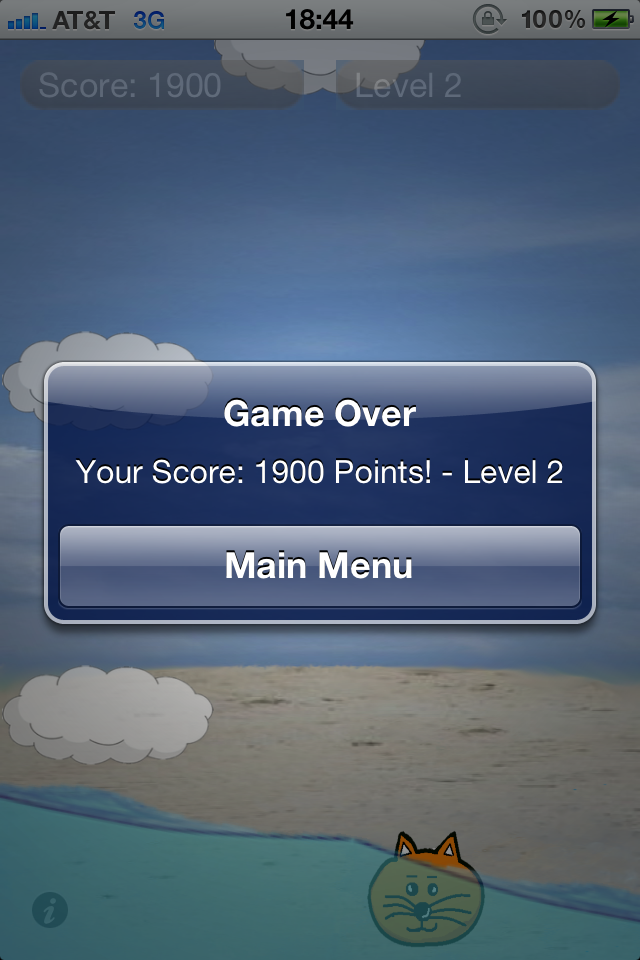 AT&T 3G 18:44 100%
Score: 1900 Level 2
Game Over
Your Score: 1900 Points! - Level 2
Main Menu
i